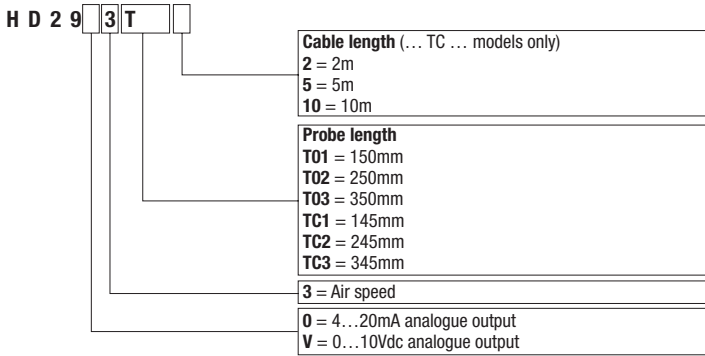 H D 2 9 3 T
Cable length (… TC … models only)
2 = 2m
5 = 5m
10 = 10m
Probe length
T01 = 150mm
T02 = 250mm
T03 = 350mm
TC1 = 145mm
TC2 = 245mm
TC3 = 345mm
3 = Air speed
0 = 4…20mA analogue output
V = 0…10Vdc analogue output